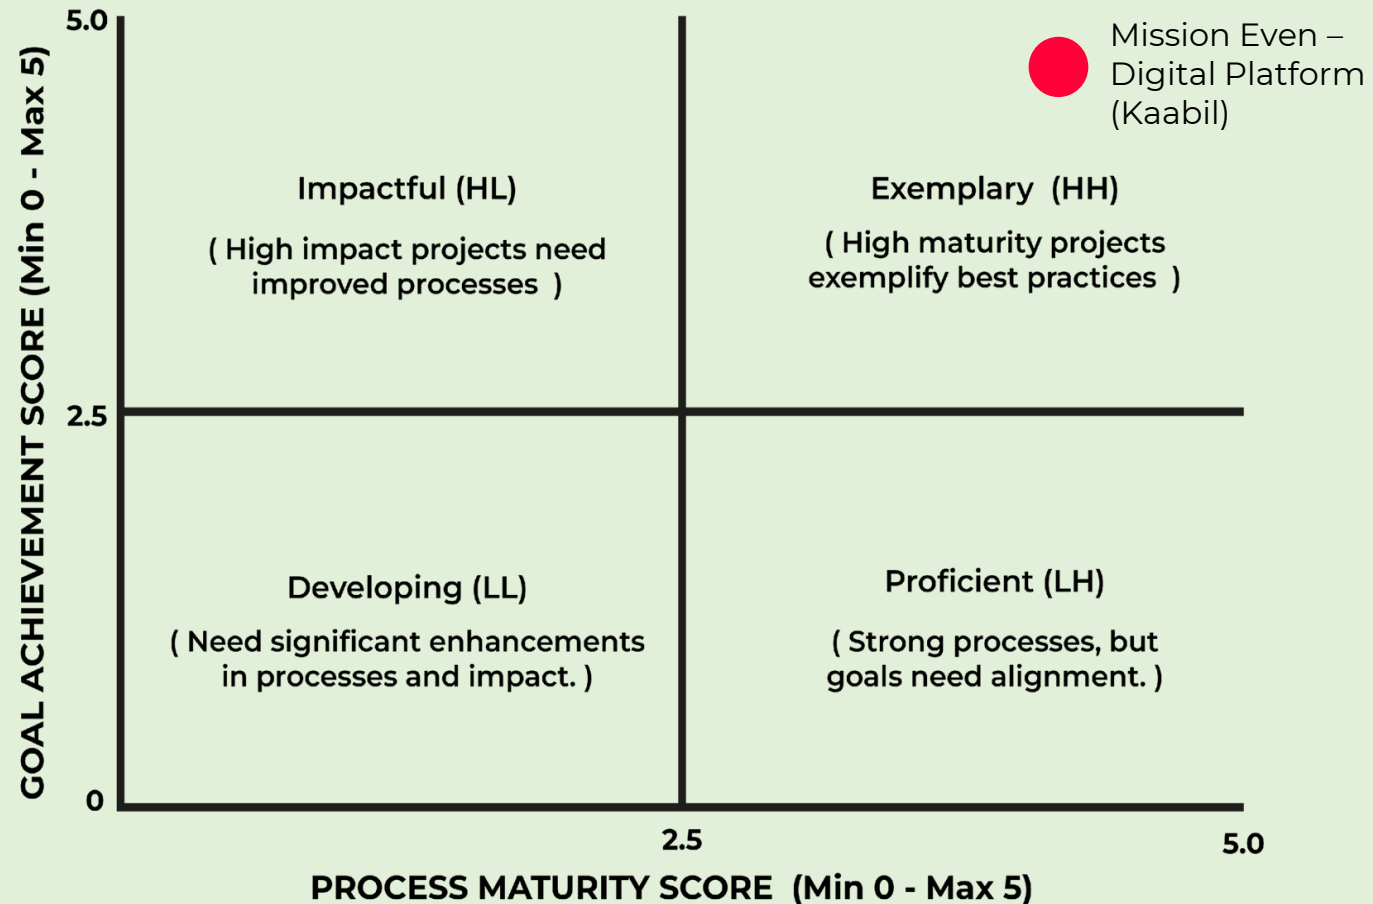 5.0
Mission Even –
Digital Platform
(Kaabil)
GOAL ACHIEVEMENT SCORE (Min 0 - Max 5)
Impactful (HL)
( High impact projects need
improved processes )
Exemplary (HH)
( High maturity projects
exemplify best practices )
2.5
Developing (LL)
( Need significant enhancements
in processes and impact. )
Proficient (LH)
( Strong processes, but
goals need alignment. )
0
2.5
5.0
PROCESS MATURITY SCORE (Min 0 - Max 5)